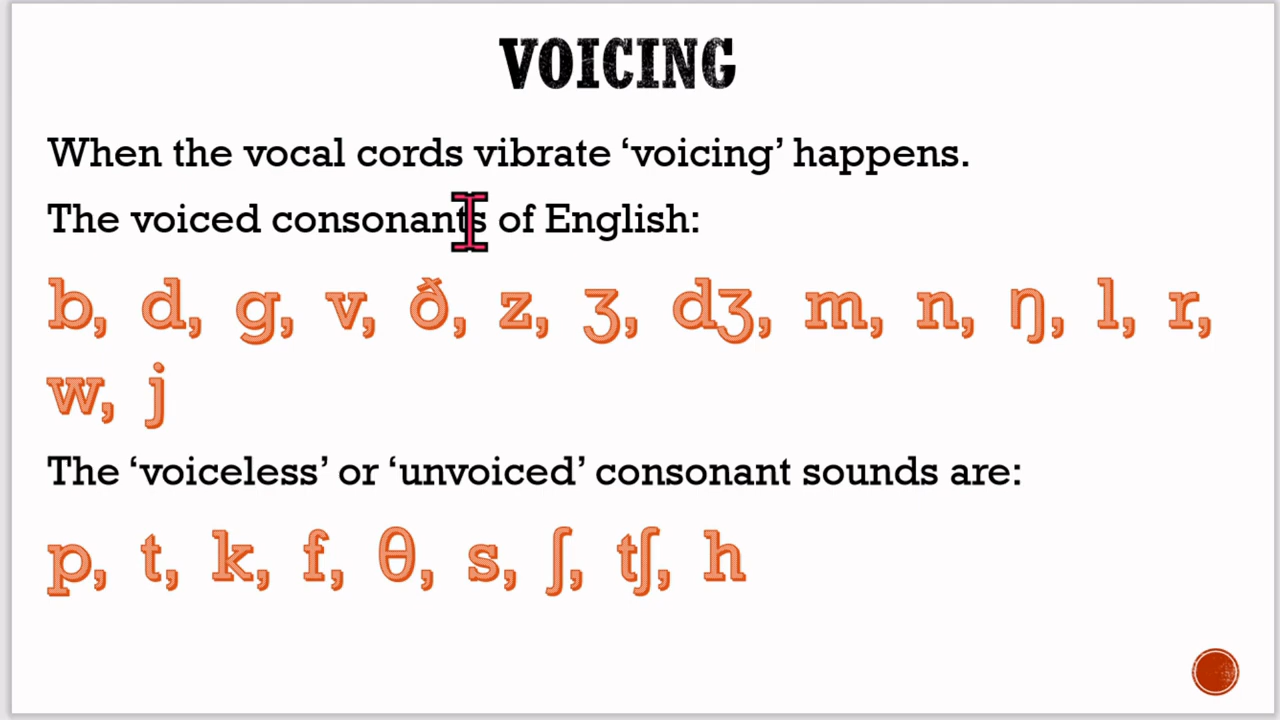 VOICING
When the vocal cords vibrate ‘voicing’ happens.
The voiced consonants of English:
b, d, g, v, ð, z, ʒ, dʒ, m, n, ŋ, l, r,
w, j
The ‘voiceless’ or ‘unvoiced’ consonant sounds are:
p, t, k, f, θ, s, ʃ, tʃ, h